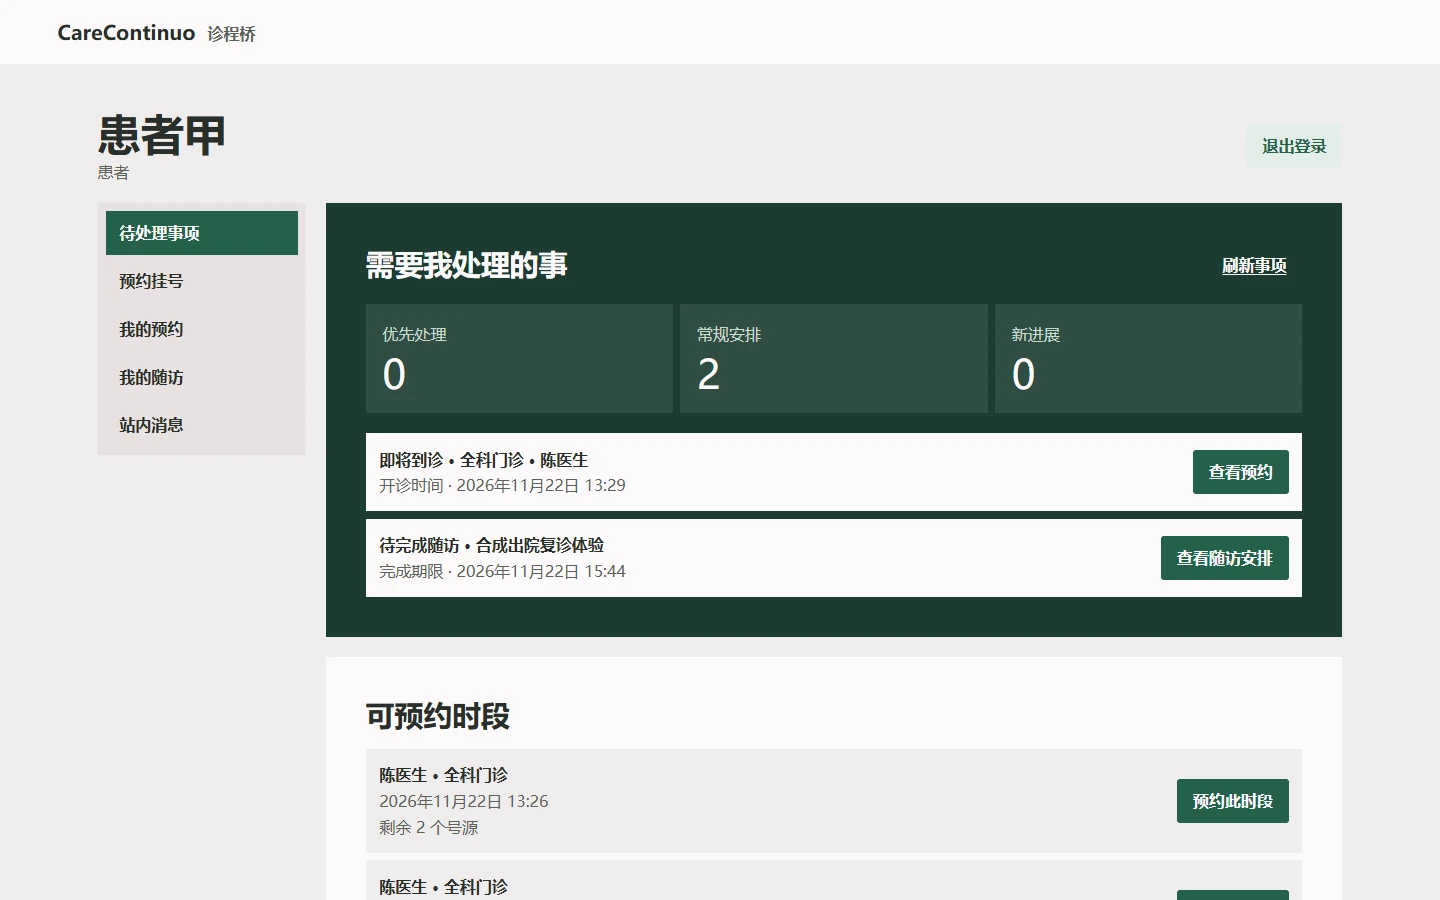 CareContinuo 诊程桥
患者甲
患者
退出登录
待处理事项
预约挂号
我的预约
我的随访
站内消息
需要我处理的事
刷新事项
优先处理
0
常规安排
2
新进展
0
即将到诊 • 全科门诊 • 陈医生
开诊时间 · 2026年11月22日 13:29
查看预约
待完成随访 • 合成出院复诊体验
完成期限 · 2026年11月22日 15:44
查看随访安排
可预约时段
陈医生 • 全科门诊
2026年11月22日 13:26
剩余 2 个号源
预约此时段
陈医生 • 全科门诊